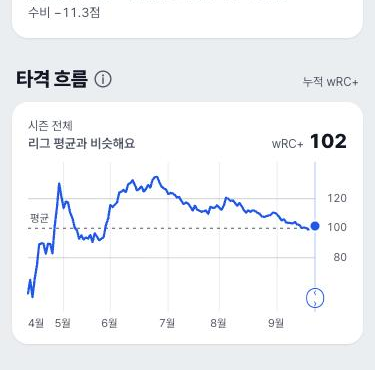 수비 −11.3점
타격 흐름
누적 wRC+
시즌 전체
리그 평균과 비슷해요
wRC+ 102
120
평균
100
80
4월 5월 6월 7월 8월 9월